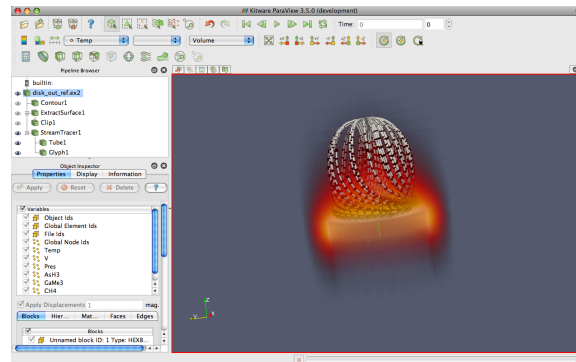 Kitware ParaView 3.5.0 (development)
Time: 0 0
Temp Volume
Pipeline Browser
builtin:
disk_out_ref.ex2
Contour1
ExtractSurface1
Clip1
StreamTracer1
Tube1
Glyph1
Object Inspector
Properties Display Information
Apply Reset Delete ?
Variables
Object Ids
Global Element Ids
File Ids
Global Node Ids
Temp
V
Pres
AsH3
GaMe3
CH4
Apply Displacements 1 mag.
Blocks Hier... Mat... Faces Edges
Blocks
Unnamed block ID: 1 Type: HEX8...
Z
Y X